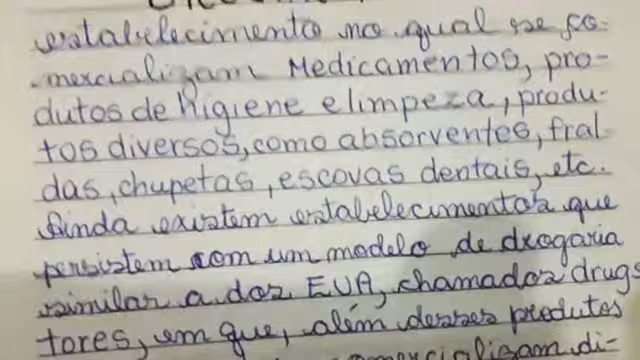 estabelecimento no qual se co-
mercializam Medicamentos, pro-
dutos de higiene e limpeza, produ-
tos diversos, como absorventes, fral
das, chupetas, escovas dentais, etc.
Ainda existem estabelecimentos que
persistem com um modelo de drogaria
similar a dos EUA, chamados drugs
tores, em que, além desses produtos
comercializam di-